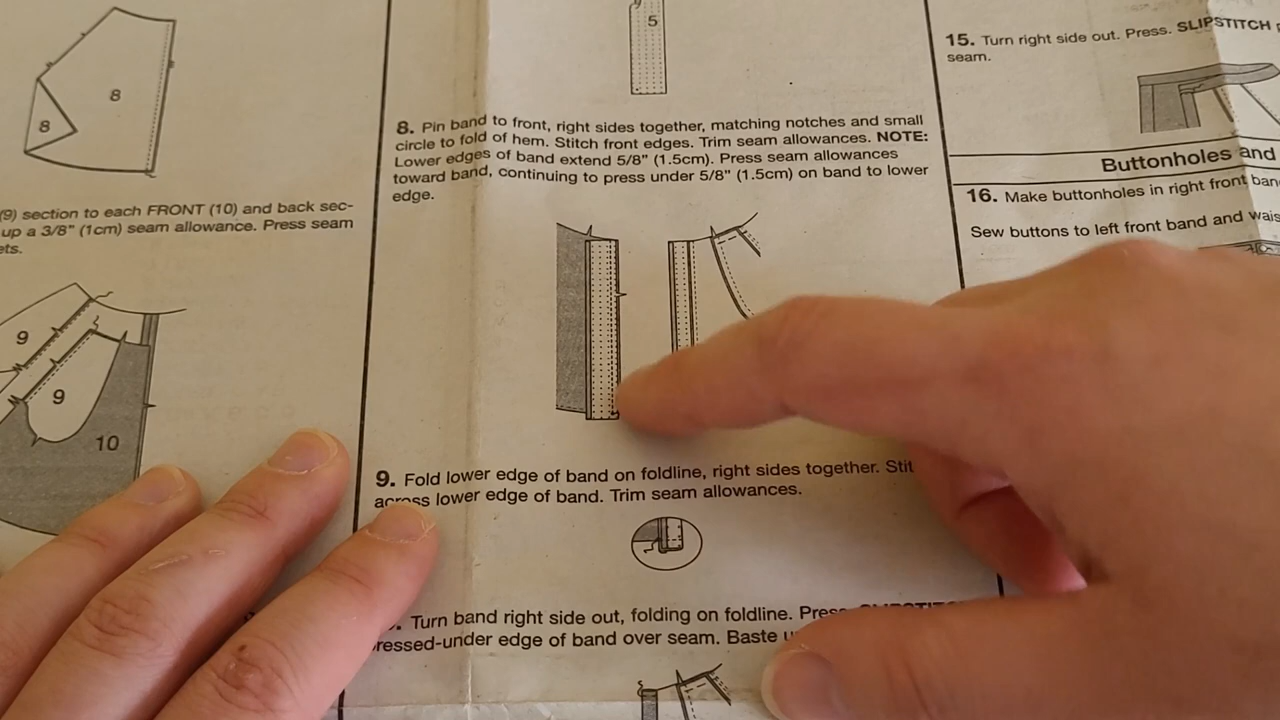 8
8
(9) section to each FRONT (10) and back sec-
up a 3/8" (1cm) seam allowance. Press seam
9
9
10
5
8. Pin band to front, right sides together, matching notches and small
circle to fold of hem. Stitch front edges. Trim seam allowances. NOTE:
Lower edges of band extend 5/8" (1.5cm). Press seam allowances
toward band, continuing to press under 5/8" (1.5cm) on band to lower
edge.
9. Fold lower edge of band on foldline, right sides together. Stit
across lower edge of band. Trim seam allowances.
Turn band right side out, folding on foldline. Press
ressed-under edge of band over seam. Baste
15. Turn right side out. Press. SLIPSTITCH
seam.
Buttonholes and
16. Make buttonholes in right front ban
Sew buttons to left front band and wais